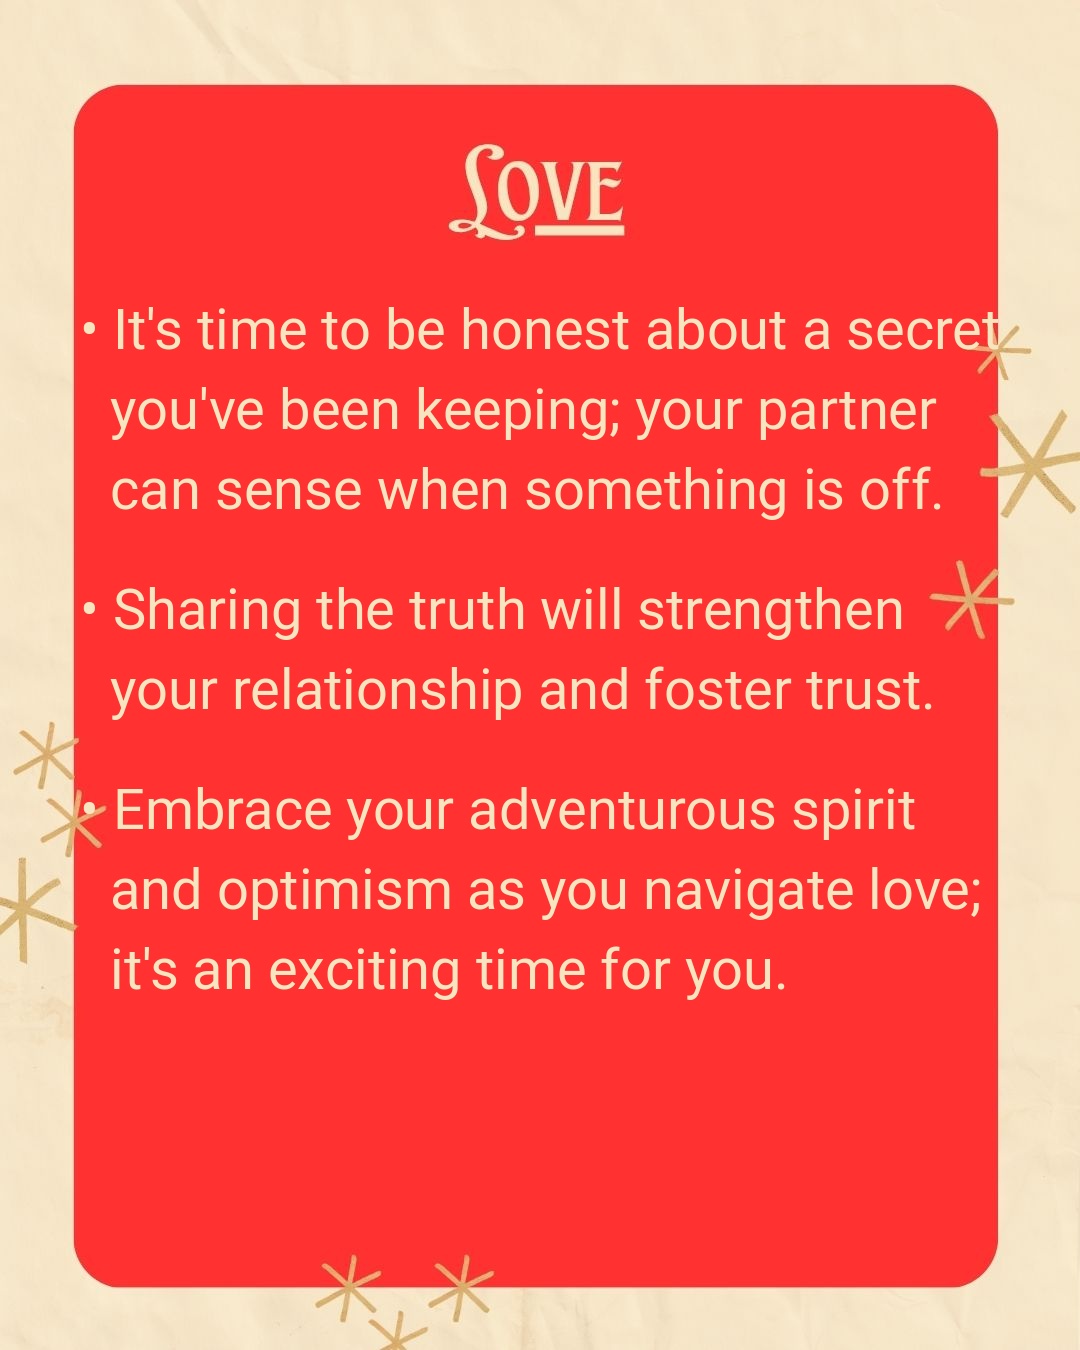 Love
• It's time to be honest about a secret
you've been keeping; your partner
can sense when something is off.
• Sharing the truth will strengthen
your relationship and foster trust.
• Embrace your adventurous spirit
and optimism as you navigate love;
it's an exciting time for you.